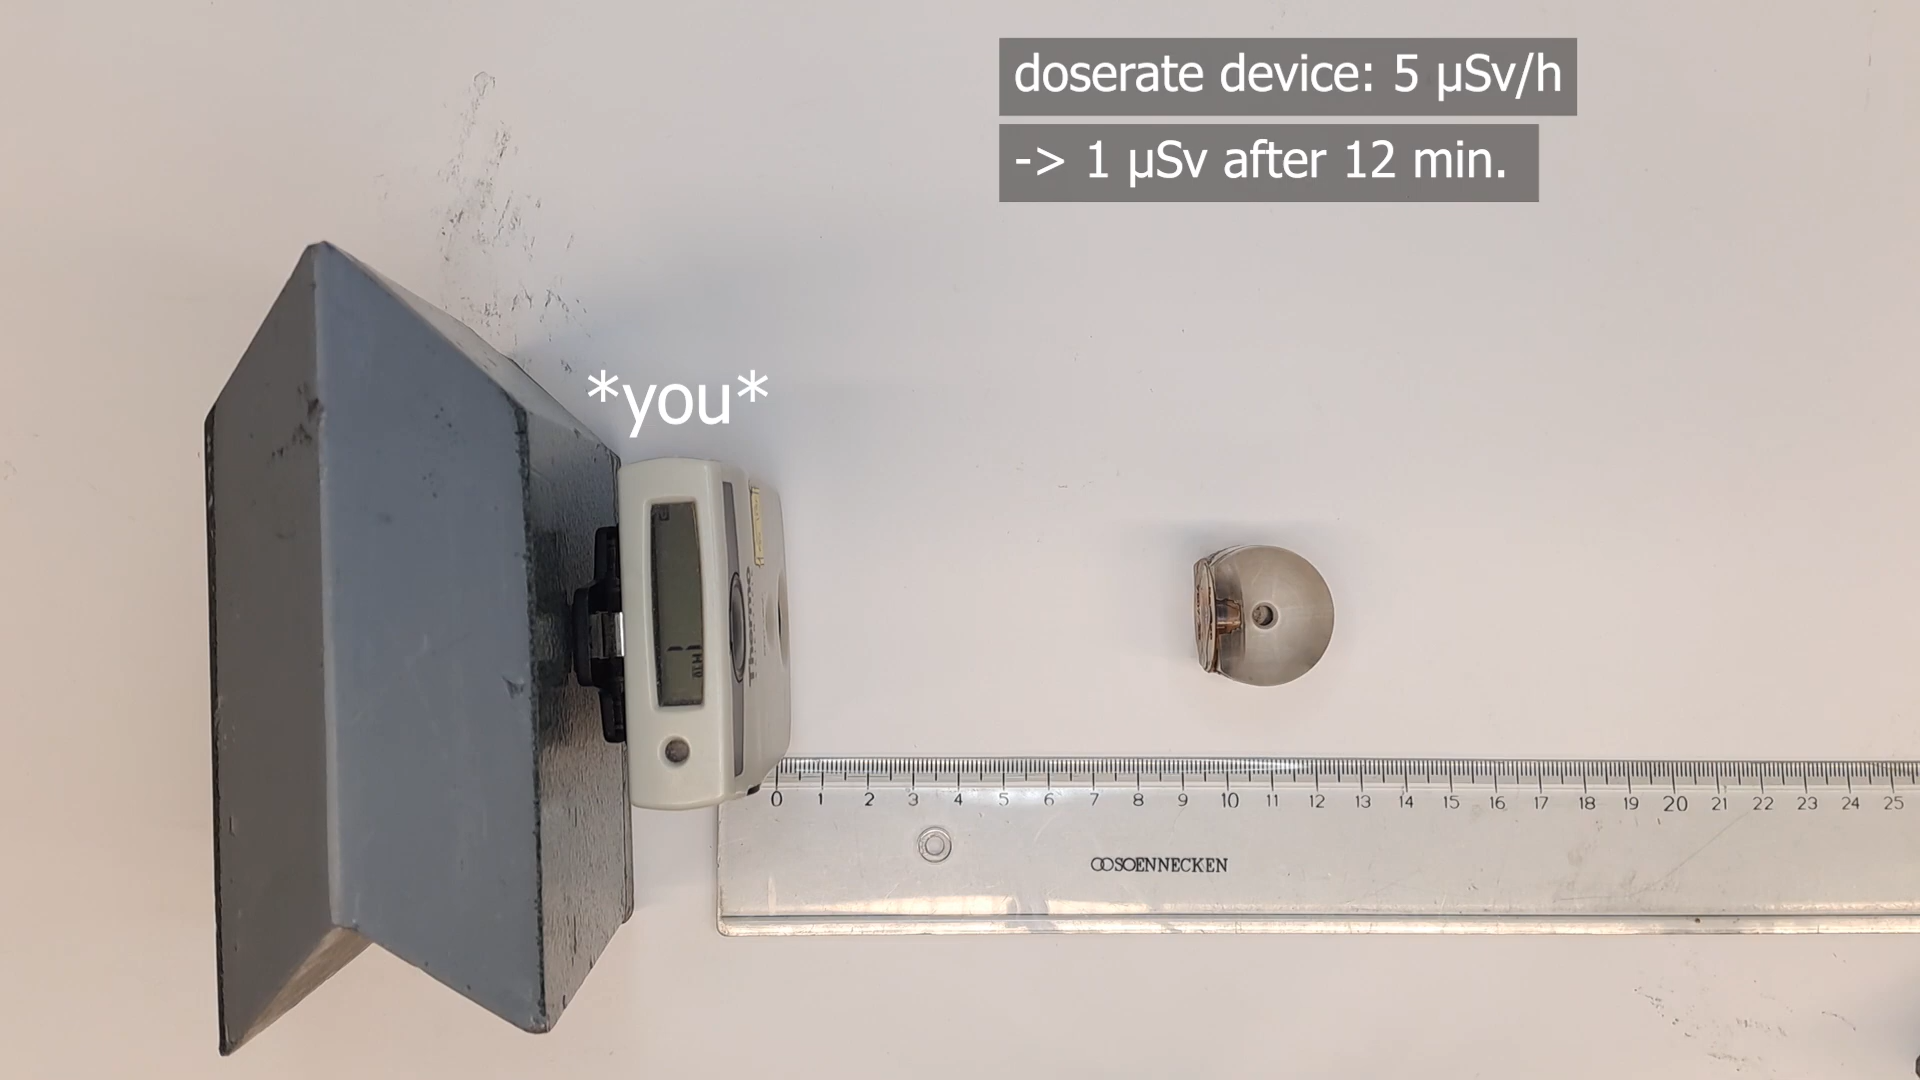 doserate device: 5 µSv/h
-> 1 µSv after 12 min.
*you*
Thermo
0 1 2 3 4 5 6 7 8 9 10 11 12 13 14 15 16 17 18 19 20 21 22 23 24 25
SOENNECKEN